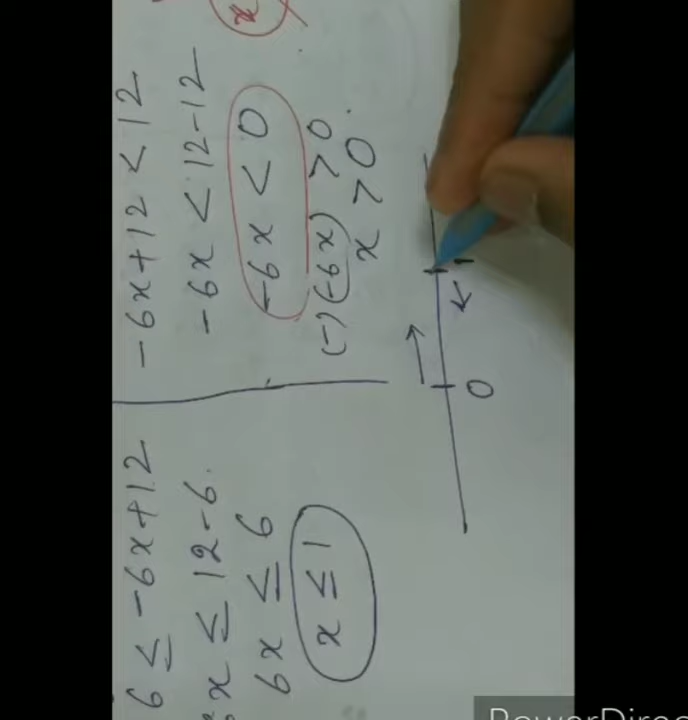 6 ≤ -6x+12
x ≤ 12-6.
6x ≤ 6
x ≤ 1
-6x+12 < 12
-6x < 12-12
-6x < 0
(-)(-6x) > 0
x > 0.
0 1
x